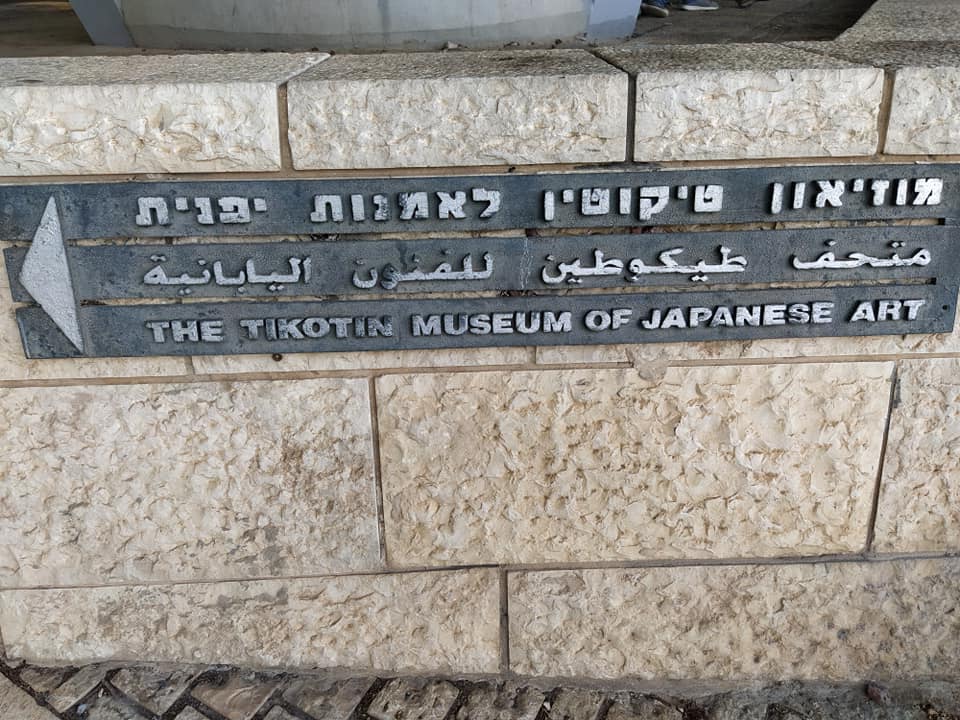 מוזיאון טיקוטין לאמנות יפנית
متحف طيكوطين للفنون اليابانية
THE TIKOTIN MUSEUM OF JAPANESE ART